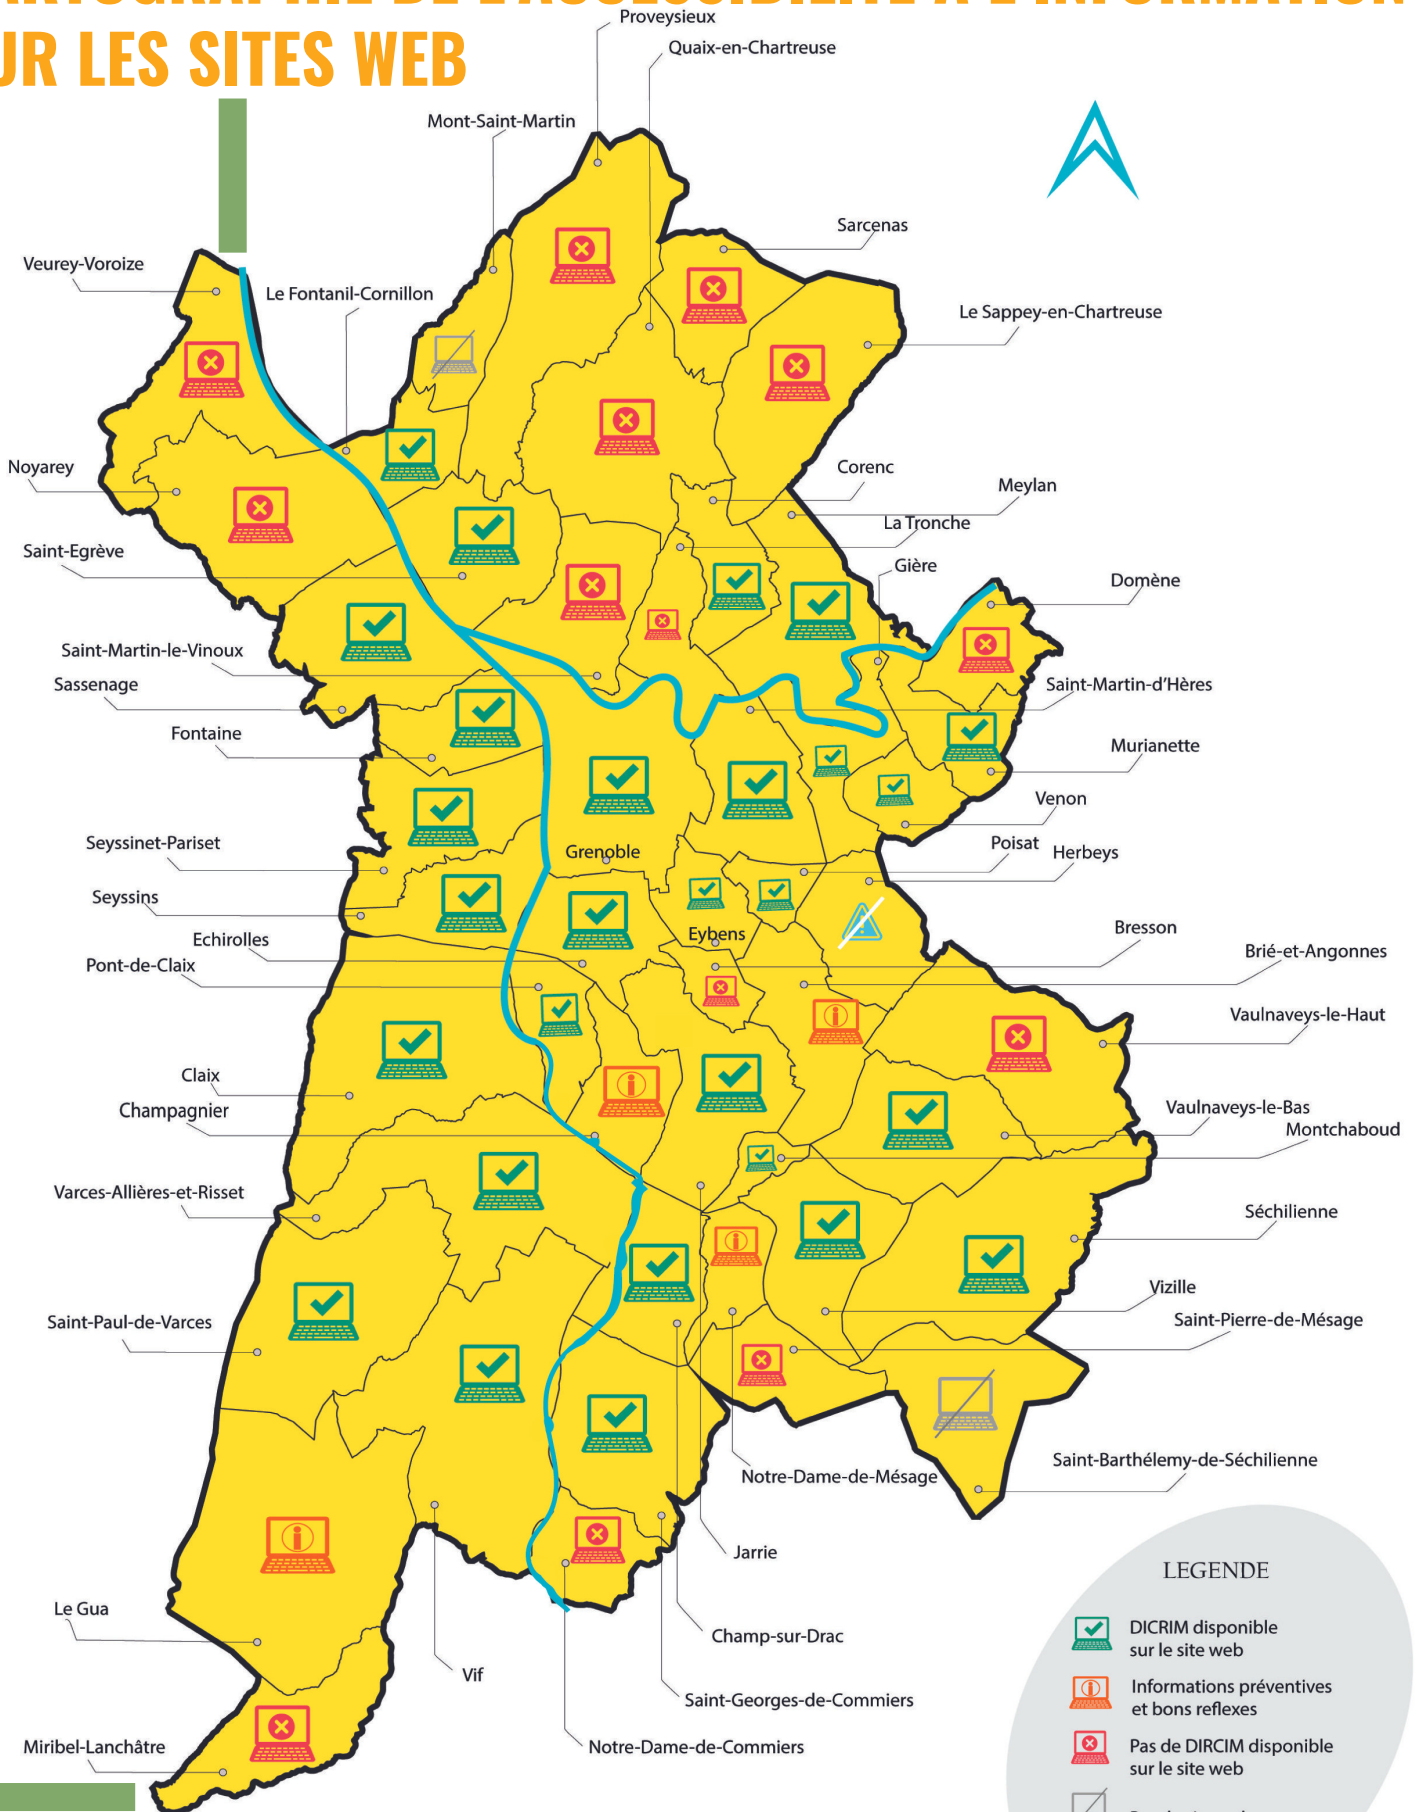 UR LES SITES WEB
Proveysieux
Quaix-en-Chartreuse
Mont-Saint-Martin
Sarcenas
Veurey-Voroize
Le Fontanil-Cornillon
Le Sappey-en-Chartreuse
Noyarey
Corenc
Meylan
La Tronche
Saint-Egrève
Gière
Domène
Saint-Martin-le-Vinoux
Sassenage
Saint-Martin-d'Hères
Fontaine
Murianette
Venon
Seyssinet-Pariset
Grenoble
Poisat
Herbeys
Seyssins
Echirolles
Eybens
Bresson
Pont-de-Claix
Brié-et-Angonnes
Vaulnaveys-le-Haut
Claix
Champagnier
Vaulnaveys-le-Bas
Montchaboud
Varces-Allières-et-Risset
Séchilienne
Vizille
Saint-Paul-de-Varces
Saint-Pierre-de-Mésage
Notre-Dame-de-Mésage
Saint-Barthélemy-de-Séchilienne
Jarrie
LEGENDE
Le Gua
DICRIM disponible
sur le site web
Champ-sur-Drac
Vif
Informations préventives
et bons reflexes
Saint-Georges-de-Commiers
Miribel-Lanchâtre
Notre-Dame-de-Commiers
Pas de DIRCIM disponible
sur le site web